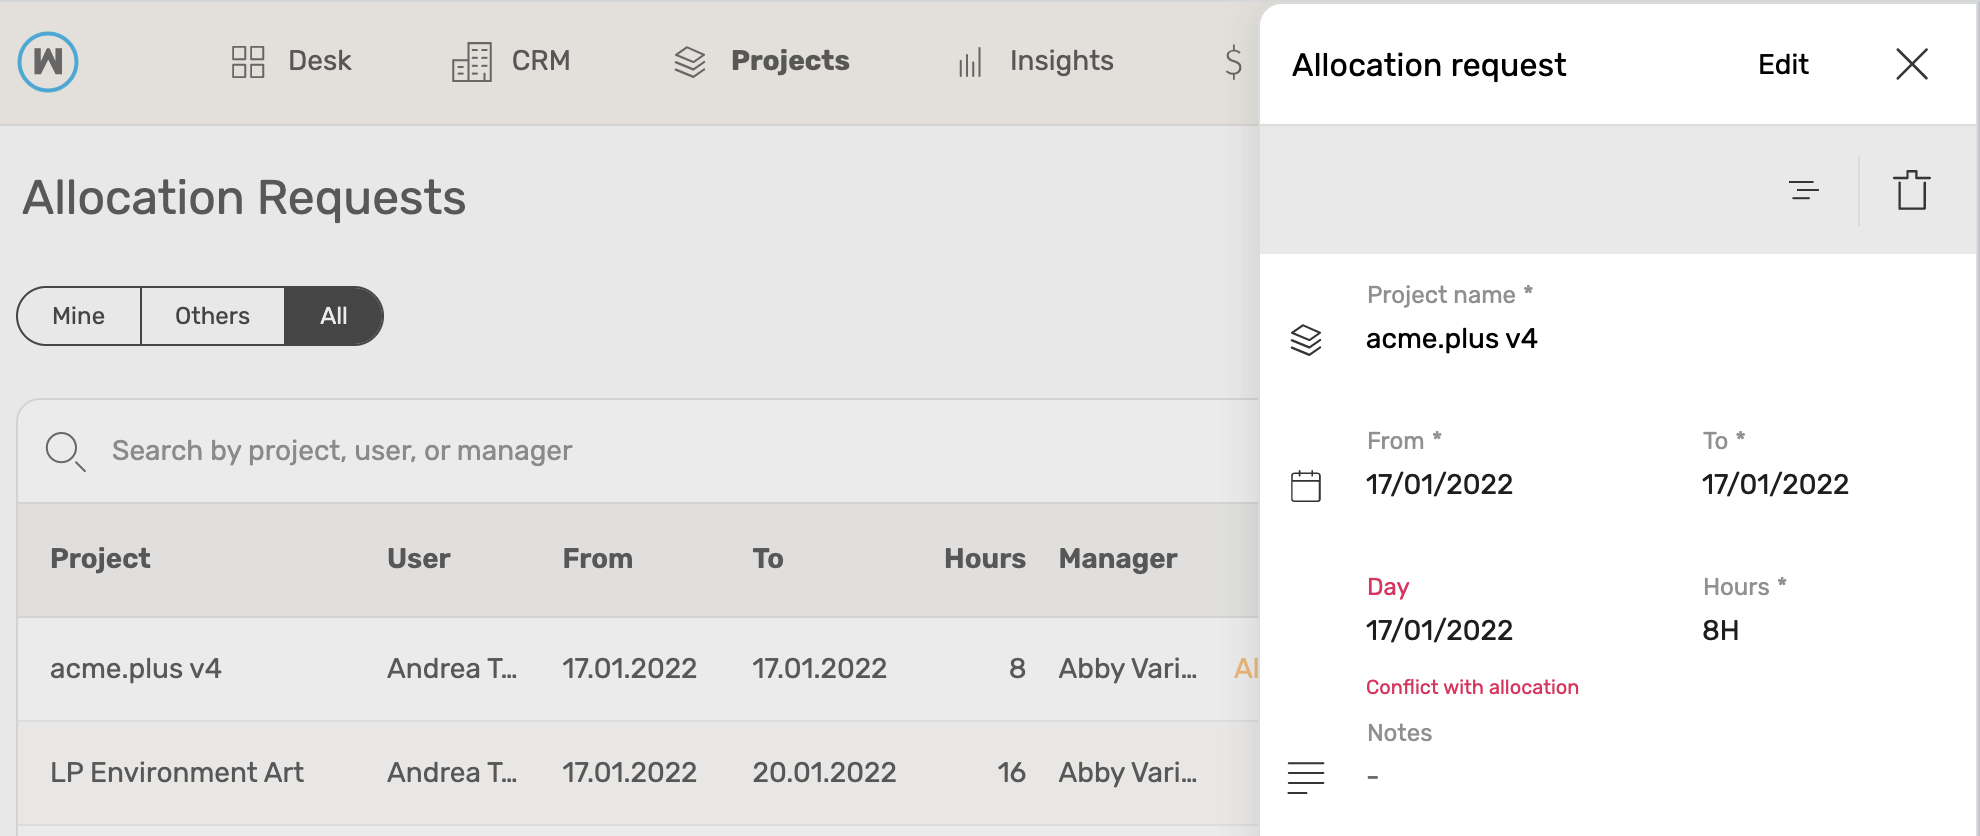 W Desk CRM Projects Insights $
Allocation Requests
Mine Others All
Search by project, user, or manager
Project User From To Hours Manager
acme.plus v4 Andrea T... 17.01.2022 17.01.2022 8 Abby Vari... Al
LP Environment Art Andrea T... 17.01.2022 20.01.2022 16 Abby Vari...
Allocation request Edit
Project name *
acme.plus v4
From * To *
17/01/2022 17/01/2022
Day Hours *
17/01/2022 8H
Conflict with allocation
Notes
-